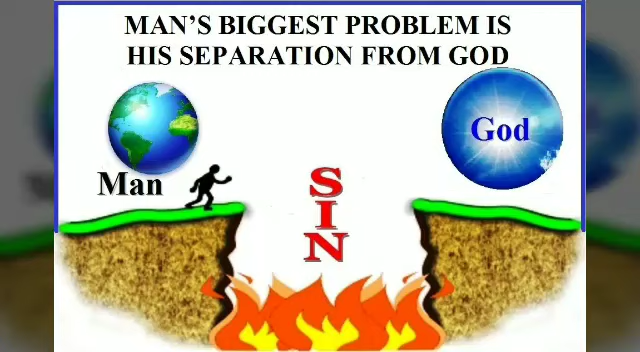 MAN’S BIGGEST PROBLEM IS
HIS SEPARATION FROM GOD
God
Man
SIN